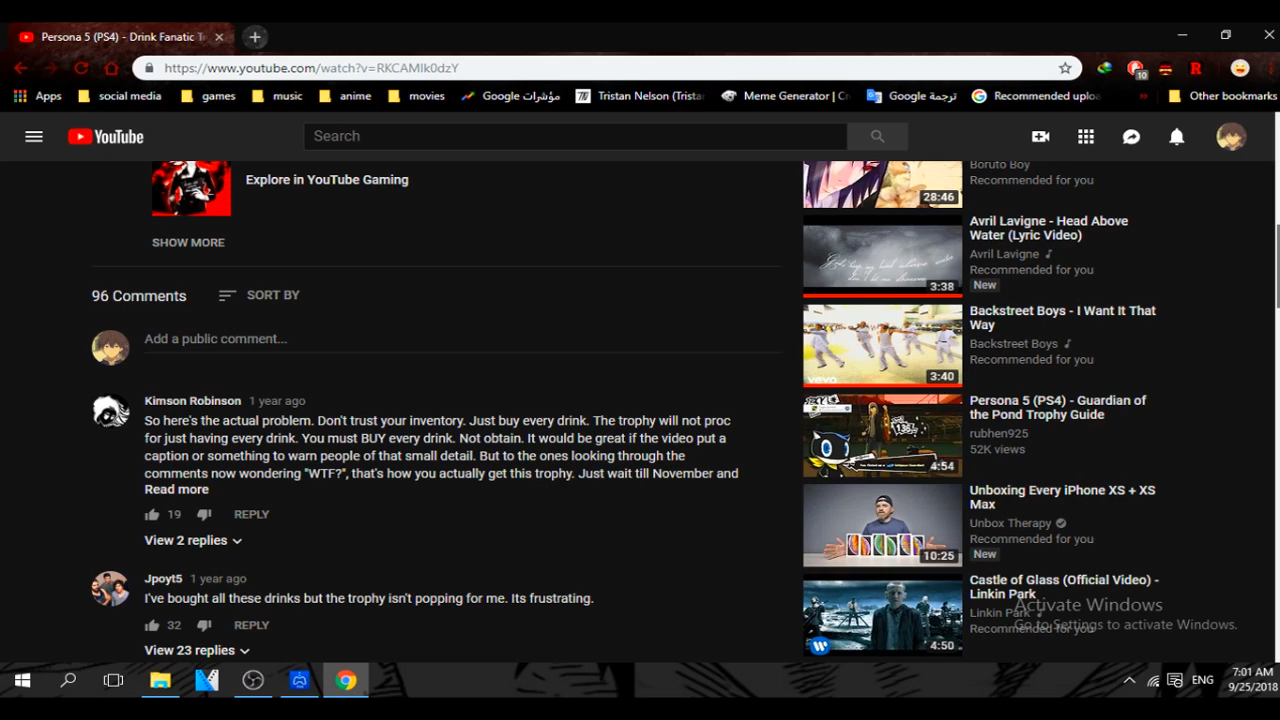 Persona 5 (PS4) - Drink Fanatic T
https://www.youtube.com/watch?v=RKCAMIk0dzY
10
Apps
social media
games
music
anime
movies
مؤشرات Google
Tristan Nelson (Trista
Meme Generator | Cr
ترجمة Google
Recommended uplo
»
Other bookmarks
YouTube
Search
Explore in YouTube Gaming
SHOW MORE
96 Comments
SORT BY
Add a public comment...
Kimson Robinson 1 year ago
So here's the actual problem. Don't trust your inventory. Just buy every drink. The trophy will not proc
for just having every drink. You must BUY every drink. Not obtain. It would be great if the video put a
caption or something to warn people of that small detail. But to the ones looking through the
comments now wondering "WTF?", that's how you actually get this trophy. Just wait till November and
Read more
19 REPLY
View 2 replies
Jpoyt5 1 year ago
I've bought all these drinks but the trophy isn't popping for me. Its frustrating.
32 REPLY
View 23 replies
Boruto Boy
Recommended for you
28:46
Avril Lavigne - Head Above
Water (Lyric Video)
Avril Lavigne
Recommended for you
New
3:38
Backstreet Boys - I Want It That
Way
Backstreet Boys
Recommended for you
vevo
3:40
Persona 5 (PS4) - Guardian of
the Pond Trophy Guide
rubhen925
52K views
4:54
Unboxing Every iPhone XS + XS
Max
Unbox Therapy
Recommended for you
New
10:25
Castle of Glass (Official Video) -
Linkin Park
Linkin Park
Recommended for you
4:50
Activate Windows
Go to Settings to activate Windows.
ENG
7:01 AM
9/25/2018